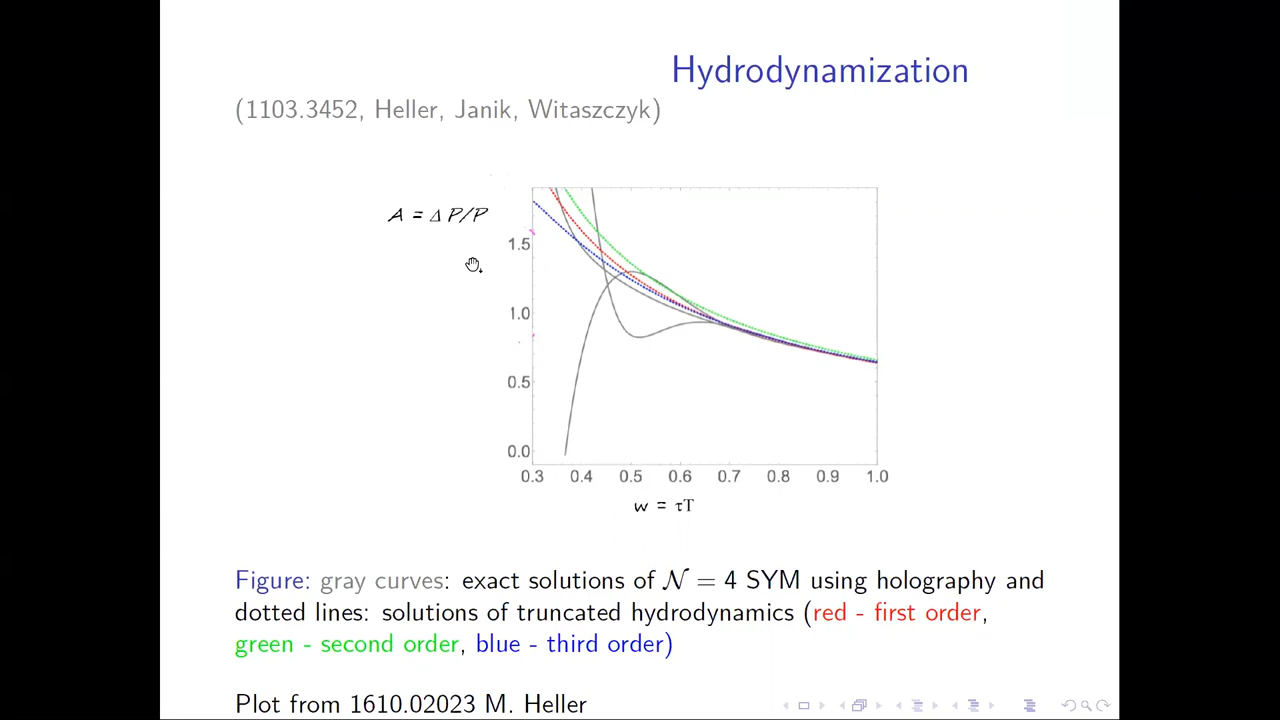 Hydrodynamization
(1103.3452, Heller, Janik, Witaszczyk)
A = Δ P/P
1.5
1.0
0.5
0.0
0.3 0.4 0.5 0.6 0.7 0.8 0.9 1.0
w = τT
Figure: gray curves: exact solutions of 𝒩 = 4 SYM using holography and
dotted lines: solutions of truncated hydrodynamics (red - first order,
green - second order, blue - third order)
Plot from 1610.02023 M. Heller